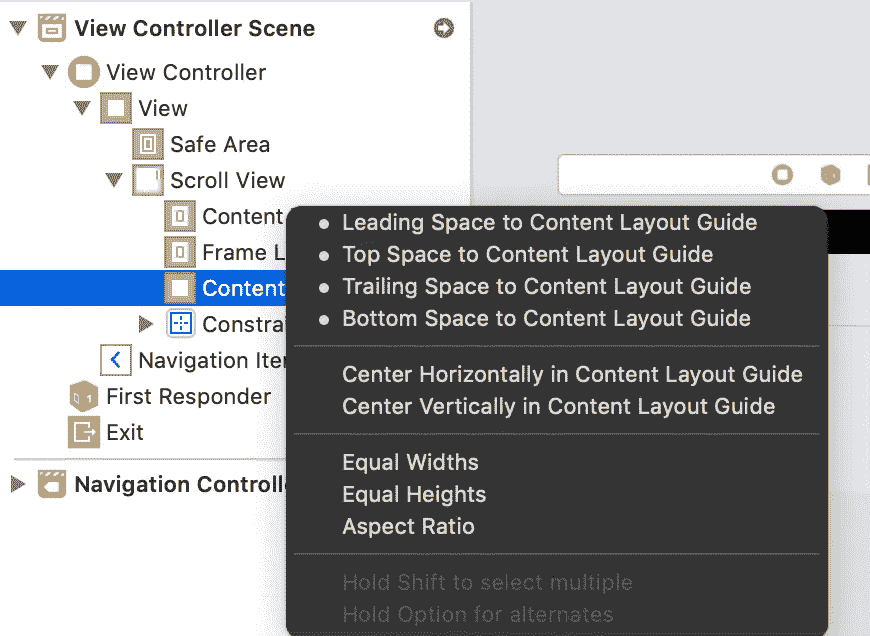 View Controller Scene
View Controller
View
Safe Area
Scroll View
Content
Frame L
Content
Constrai
Navigation Iter
First Responder
Exit
Navigation Controll
Leading Space to Content Layout Guide
Top Space to Content Layout Guide
Trailing Space to Content Layout Guide
Bottom Space to Content Layout Guide
Center Horizontally in Content Layout Guide
Center Vertically in Content Layout Guide
Equal Widths
Equal Heights
Aspect Ratio
Hold Shift to select multiple
Hold Option for alternates